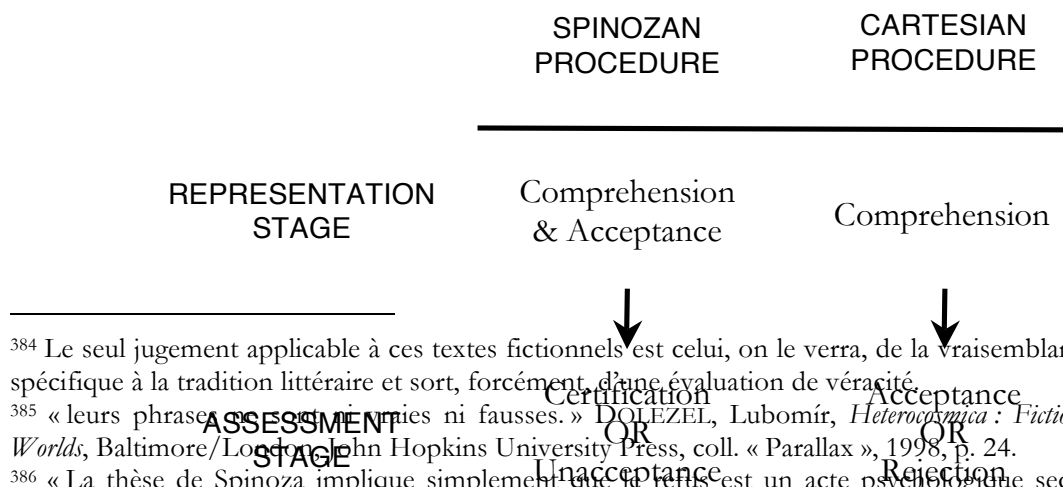 SPINOZAN
PROCEDURE
CARTESIAN
PROCEDURE
REPRESENTATION
STAGE
Comprehension
& Acceptance
Comprehension
384 Le seul jugement applicable à ces textes fictionnels est celui, on le verra, de la vraisemblan
spécifique à la tradition littéraire et sort, forcément, d'une évaluation de véracité.
385 « leurs phrases ne sont ni vraies ni fausses. » DOLEZEL, Lubomír, Heterocosmica : Fictio
Worlds, Baltimore/London, John Hopkins University Press, coll. « Parallax », 1998, p. 24.
386 « La thèse de Spinoza implique simplement que le refus est un acte psychologique
ASSESSMENT
STAGE
Certification
OR
Unacceptance
Acceptance
OR
Rejection